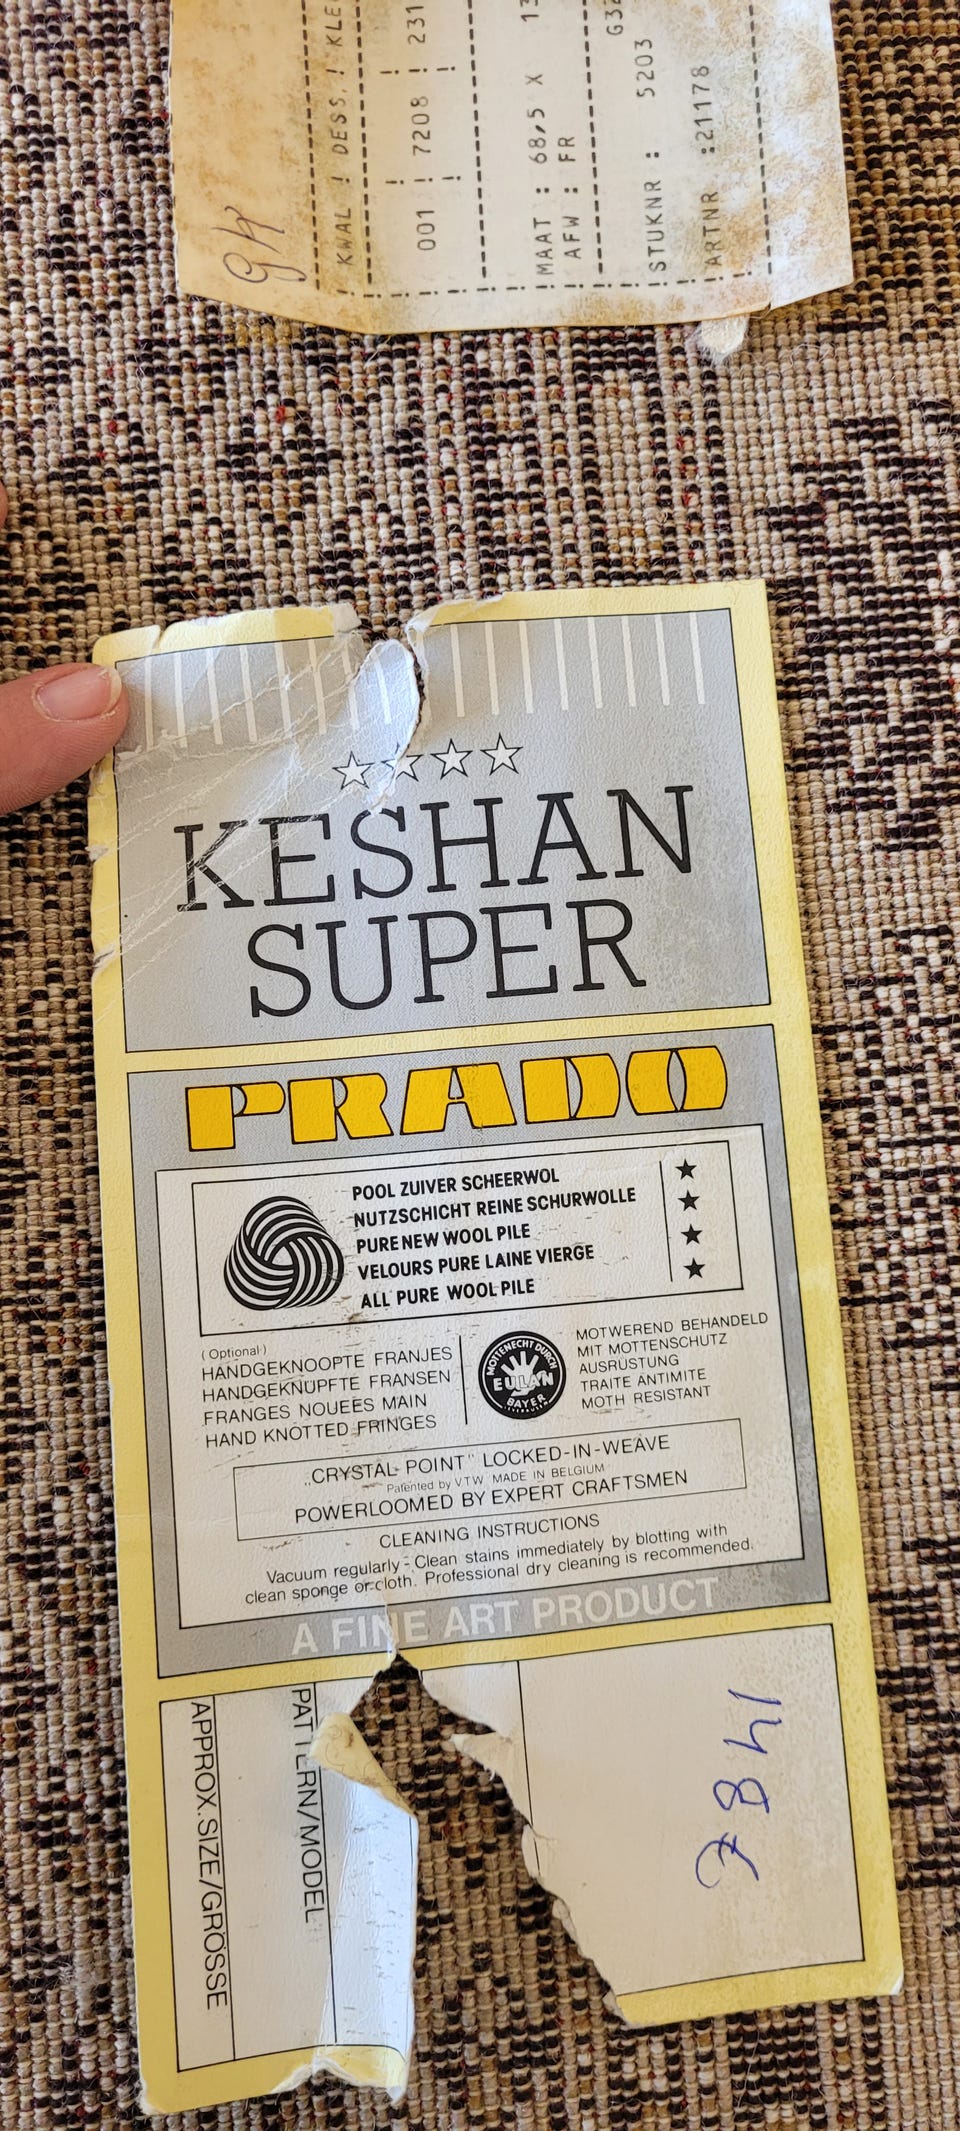 94
KWAL ! DESS. ! KLE
001 ! 7208 ! 231
MAAT : 68,5 X 13
AFW : FR
G32
STUKNR : 5203
ARTNR :21178
KESHAN
SUPER
PRADO
POOL ZUIVER SCHEERWOL
NUTZSCHICHT REINE SCHURWOLLE
PURE NEW WOOL PILE
VELOURS PURE LAINE VIERGE
ALL PURE WOOL PILE
(Optional)
HANDGEKNOOPTE FRANJES
HANDGEKNÜPFTE FRANSEN
FRANGES NOUEES MAIN
HAND KNOTTED FRINGES
MOTTENECHT DURCH
EULAN
BAYER
LEVERKUSEN
MOTWEREND BEHANDELD
MIT MOTTENSCHUTZ
AUSRÜSTUNG
TRAITE ANTIMITE
MOTH RESISTANT
„CRYSTAL-POINT" LOCKED-IN-WEAVE
Patented by VTW MADE IN BELGIUM
POWERLOOMED BY EXPERT CRAFTSMEN
CLEANING INSTRUCTIONS
Vacuum regularly - Clean stains immediately by blotting with
clean sponge or cloth. Professional dry cleaning is recommended.
A FINE ART PRODUCT
PATTERN/MODEL
APPROX.SIZE/GRÖSSE
148